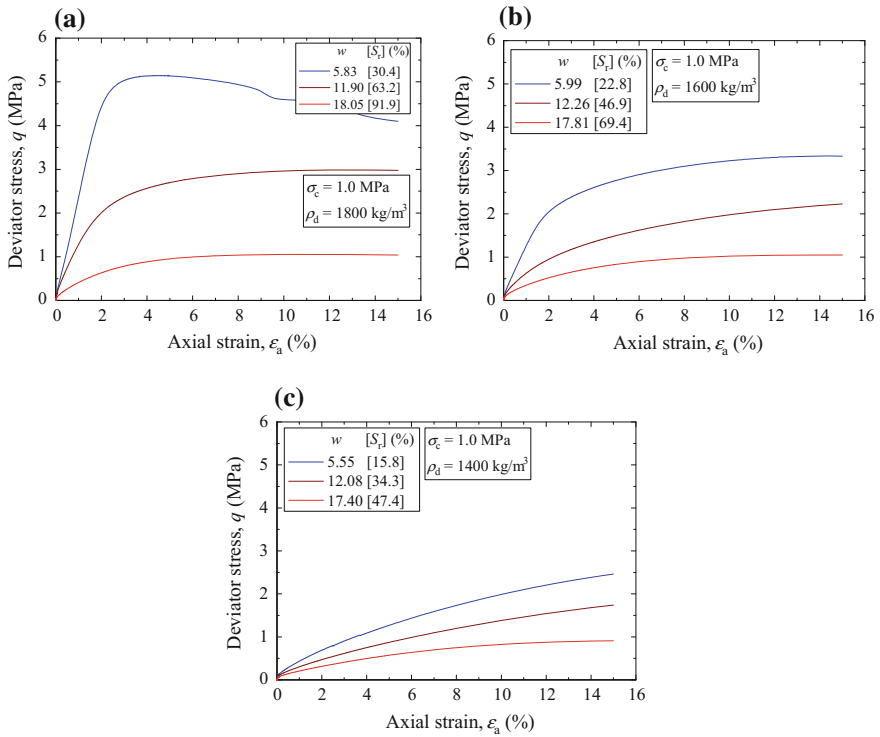 (a)
w [Sᵣ] (%)
5.83 [30.4]
11.90 [63.2]
18.05 [91.9]
σc = 1.0 MPa
ρd = 1800 kg/m³
6
5
4
3
2
1
0
Deviator stress, q (MPa)
0 2 4 6 8 10 12 14 16
Axial strain, εa (%)
(b)
w [Sᵣ] (%)
5.99 [22.8]
12.26 [46.9]
17.81 [69.4]
σc = 1.0 MPa
ρd = 1600 kg/m³
6
5
4
3
2
1
0
Deviator stress, q (MPa)
0 2 4 6 8 10 12 14 16
Axial strain, εa (%)
(c)
w [Sᵣ] (%)
5.55 [15.8]
12.08 [34.3]
17.40 [47.4]
σc = 1.0 MPa
ρd = 1400 kg/m³
6
5
4
3
2
1
0
Deviator stress, q (MPa)
0 2 4 6 8 10 12 14 16
Axial strain, εa (%)